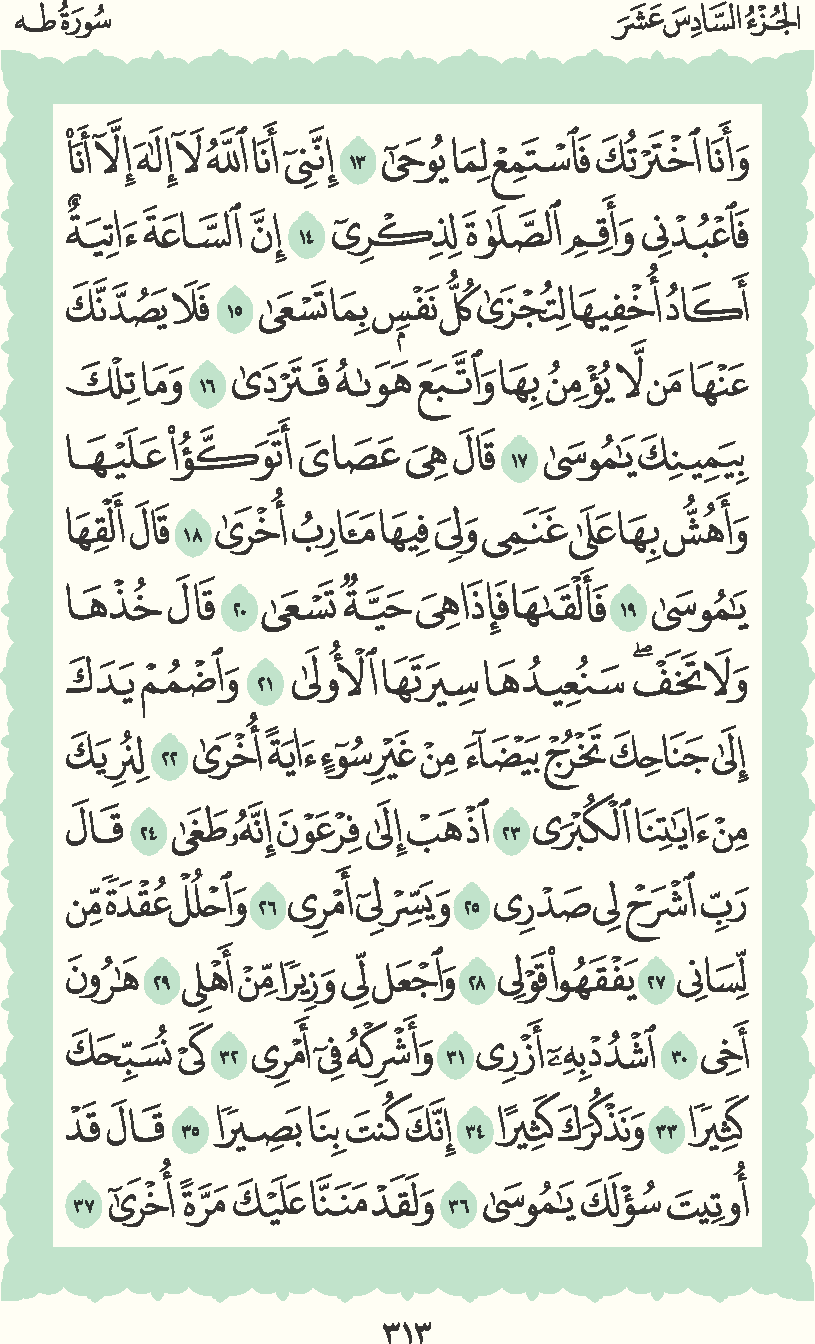 الجُزْءُ السَّادِسَ عَشَرَ
سُورَةُ طه
وَأَنَا ٱخْتَرْتُكَ فَٱسْتَمِعْ لِمَا يُوحَىٰٓ ١٣ إِنَّنِىٓ أَنَا ٱللَّهُ لَآ إِلَٰهَ إِلَّآ أَنَا۠
فَٱعْبُدْنِى وَأَقِمِ ٱلصَّلَوٰةَ لِذِكْرِىٓ ١٤ إِنَّ ٱلسَّاعَةَ ءَاتِيَةٌ
أَكَادُ أُخْفِيهَا لِتُجْزَىٰ كُلُّ نَفْسٍۭ بِمَا تَسْعَىٰ ١٥ فَلَا يَصُدَّنَّكَ
عَنْهَا مَن لَّا يُؤْمِنُ بِهَا وَٱتَّبَعَ هَوَىٰهُ فَتَرْدَىٰ ١٦ وَمَا تِلْكَ
بِيَمِينِكَ يَٰمُوسَىٰ ١٧ قَالَ هِىَ عَصَاىَ أَتَوَكَّؤُا۟ عَلَيْهَا
وَأَهُشُّ بِهَا عَلَىٰ غَنَمِى وَلِىَ فِيهَا مَـَٔارِبُ أُخْرَىٰ ١٨ قَالَ أَلْقِهَا
يَٰمُوسَىٰ ١٩ فَأَلْقَىٰهَا فَإِذَا هِىَ حَيَّةٌ تَسْعَىٰ ٢٠ قَالَ خُذْهَا
وَلَا تَخَفْ ۖ سَنُعِيدُهَا سِيرَتَهَا ٱلْأُولَىٰ ٢١ وَٱضْمُمْ يَدَكَ
إِلَىٰ جَنَاحِكَ تَخْرُجْ بَيْضَآءَ مِنْ غَيْرِ سُوٓءٍ ءَايَةً أُخْرَىٰ ٢٢ لِنُرِيَكَ
مِنْ ءَايَٰتِنَا ٱلْكُبْرَى ٢٣ ٱذْهَبْ إِلَىٰ فِرْعَوْنَ إِنَّهُۥ طَغَىٰ ٢٤ قَالَ
رَبِّ ٱشْرَحْ لِى صَدْرِى ٢٥ وَيَسِّرْ لِىٓ أَمْرِى ٢٦ وَٱحْلُلْ عُقْدَةً مِّن
لِّسَانِى ٢٧ يَفْقَهُوا۟ قَوْلِى ٢٨ وَٱجْعَل لِّى وَزِيرًا مِّنْ أَهْلِى ٢٩ هَٰرُونَ
أَخِى ٣٠ ٱشْدُدْ بِهِۦٓ أَزْرِى ٣١ وَأَشْرِكْهُ فِىٓ أَمْرِى ٣٢ كَىْ نُسَبِّحَكَ
كَثِيرًا ٣٣ وَنَذْكُرَكَ كَثِيرًا ٣٤ إِنَّكَ كُنتَ بِنَا بَصِيرًا ٣٥ قَالَ قَدْ
أُوتِيتَ سُؤْلَكَ يَٰمُوسَىٰ ٣٦ وَلَقَدْ مَنَنَّا عَلَيْكَ مَرَّةً أُخْرَىٰٓ ٣٧
٣١٣